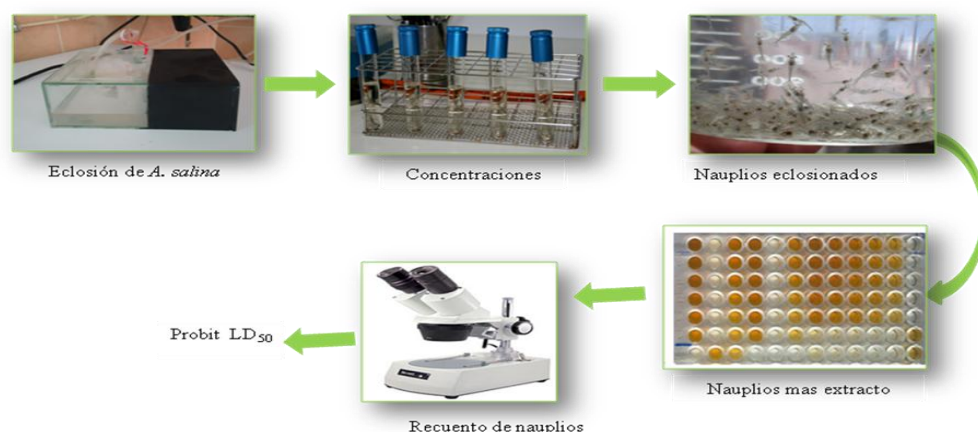 Eclosión de A. salina
Concentraciones
Nauplios eclosionados
Probit LD50
Nauplios mas extracto
Recuento de nauplios